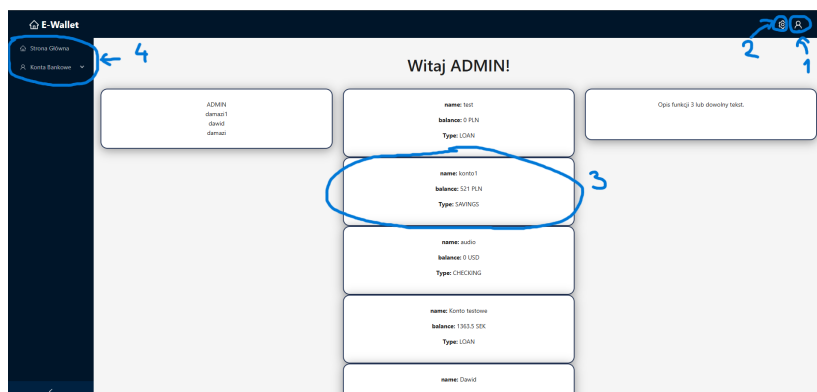 E-Wallet
2
1
Strona Główna
Konta Bankowe
4
Witaj ADMIN!
ADMIN
damazi1
dawid
damazi
name: test
balance: 0 PLN
Type: LOAN
name: konto1
balance: 521 PLN
Type: SAVINGS
3
name: audio
balance: 0 USD
Type: CHECKING
name: Konto testowe
balance: 1363.5 SEK
Type: LOAN
name: Dawid
Opis funkcji 3 lub dowolny tekst.